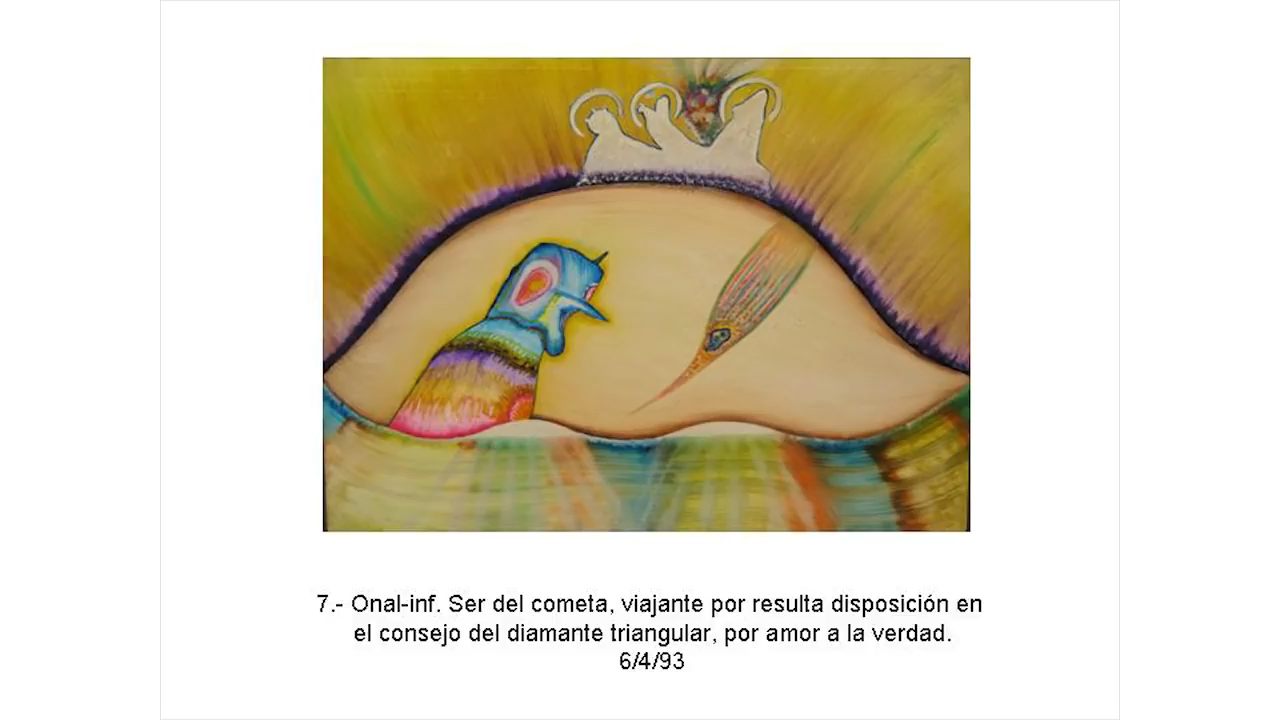 7.- Onal-inf. Ser del cometa, viajante por resulta disposición en
el consejo del diamante triangular, por amor a la verdad.
6/4/93